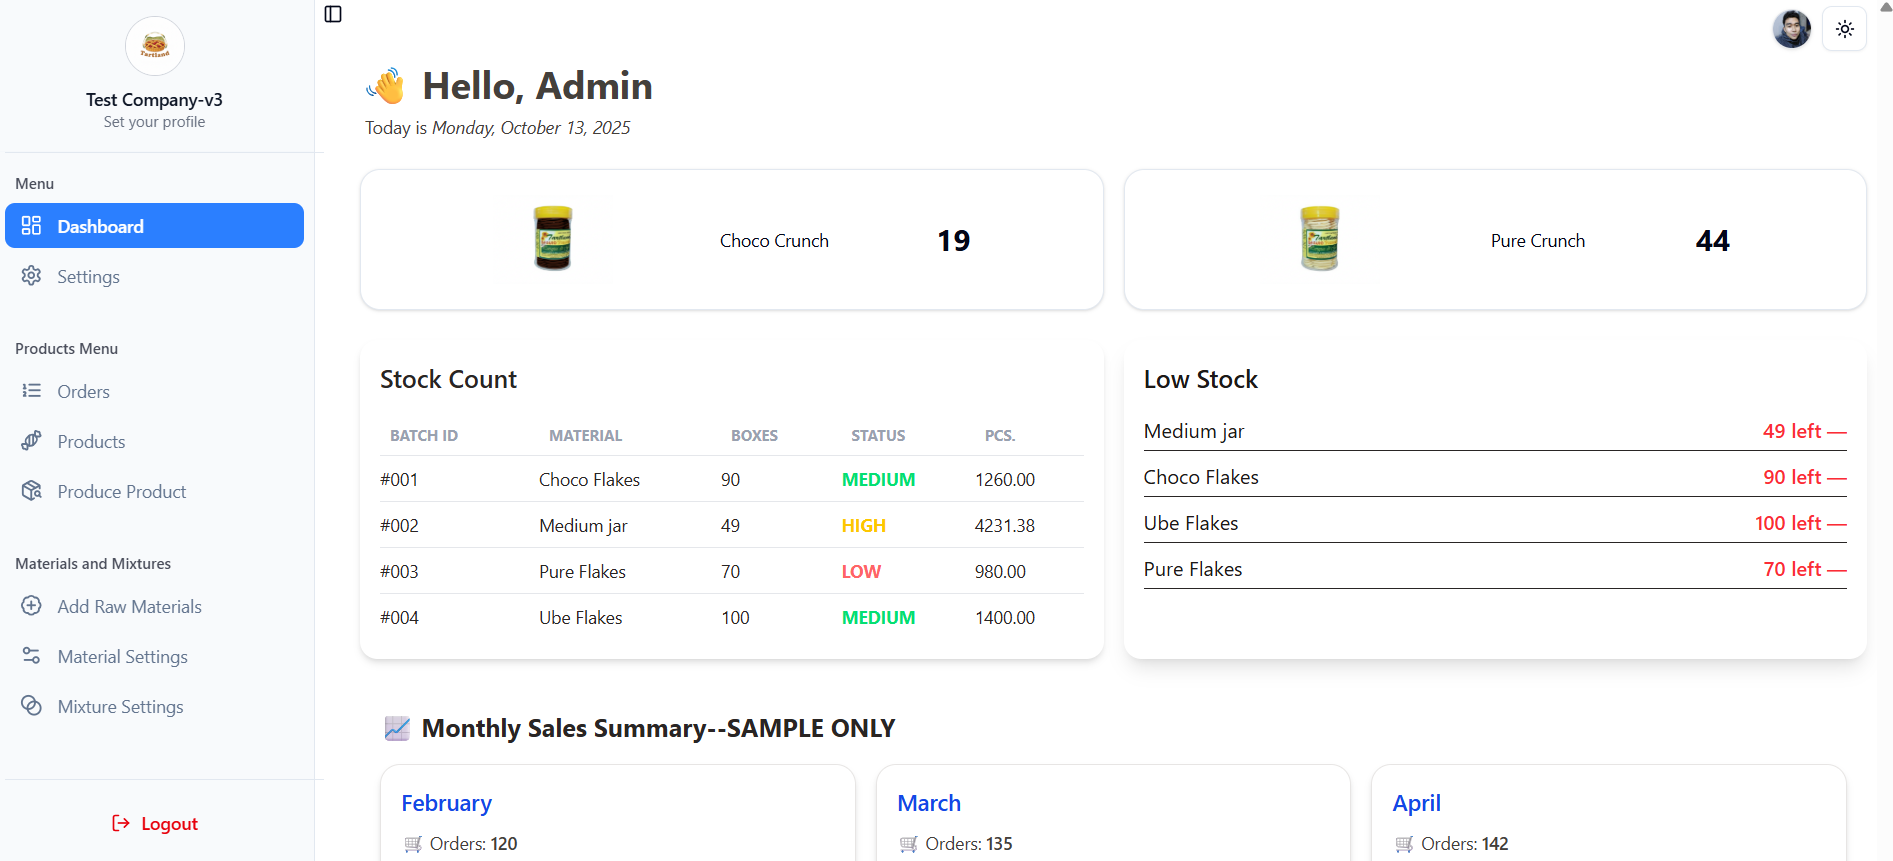 Tartland
Test Company-v3
Set your profile
Menu
Dashboard
Settings
Products Menu
Orders
Products
Produce Product
Materials and Mixtures
Add Raw Materials
Material Settings
Mixture Settings
Logout
👋 Hello, Admin
Today is Monday, October 13, 2025
Choco Crunch 19
Pure Crunch 44
Stock Count
BATCH ID MATERIAL BOXES STATUS PCS.
#001 Choco Flakes 90 MEDIUM 1260.00
#002 Medium jar 49 HIGH 4231.38
#003 Pure Flakes 70 LOW 980.00
#004 Ube Flakes 100 MEDIUM 1400.00
Low Stock
Medium jar 49 left —
Choco Flakes 90 left —
Ube Flakes 100 left —
Pure Flakes 70 left —
📈 Monthly Sales Summary--SAMPLE ONLY
February
🛒 Orders: 120
March
🛒 Orders: 135
April
🛒 Orders: 142